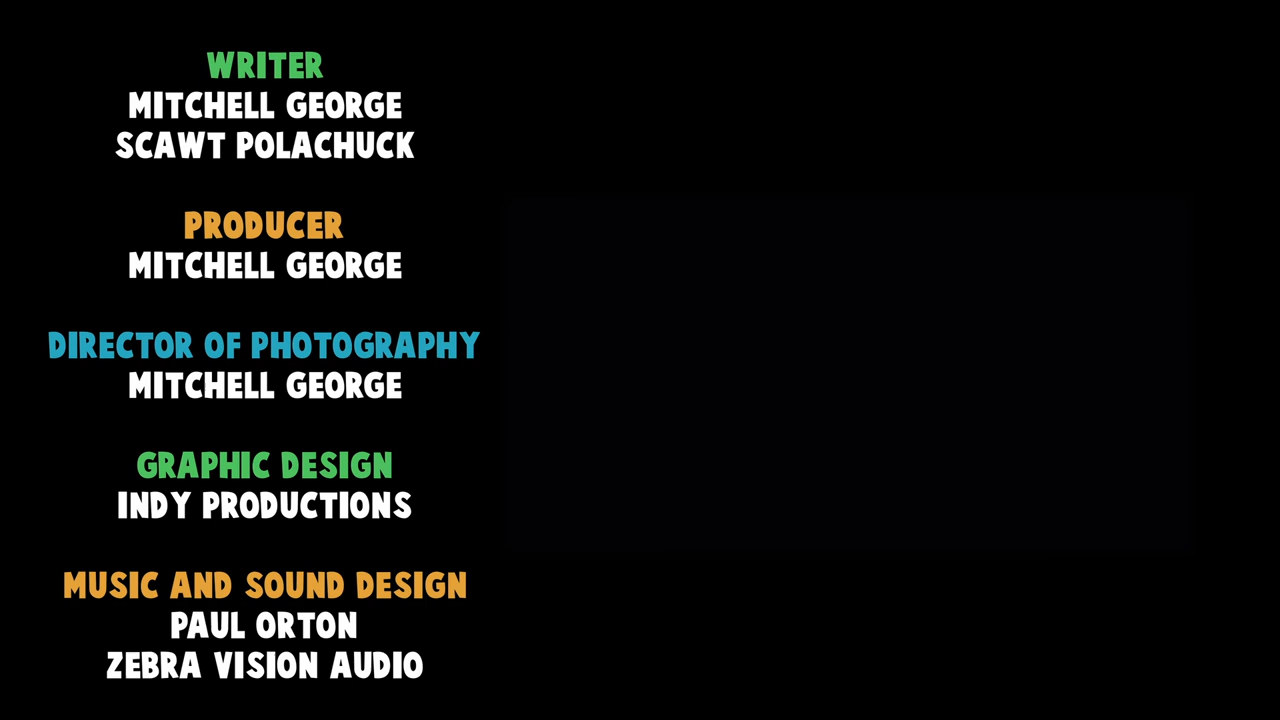 WRITER
MITCHELL GEORGE
SCAWT POLACHUCK
PRODUCER
MITCHELL GEORGE
DIRECTOR OF PHOTOGRAPHY
MITCHELL GEORGE
GRAPHIC DESIGN
INDY PRODUCTIONS
MUSIC AND SOUND DESIGN
PAUL ORTON
ZEBRA VISION AUDIO